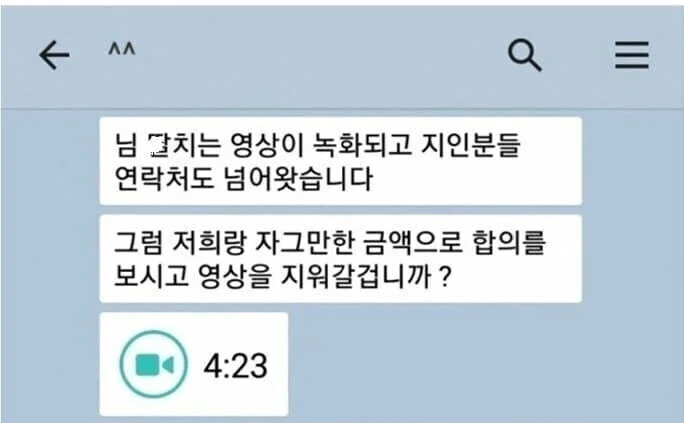 ^^
님 치는 영상이 녹화되고 지인분들
연락처도 넘어왓습니다
그럼 저희랑 자그만한 금액으로 합의를
보시고 영상을 지워갈겁니까 ?
4:23